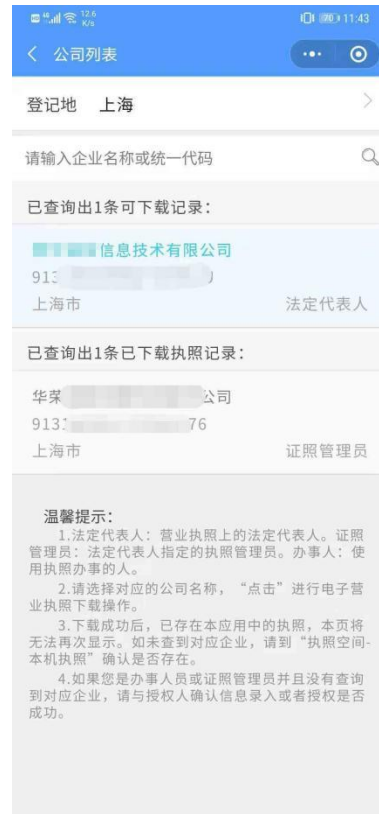 12.6
K/s
20
11:43
公司列表
登记地 上海
请输入企业名称或统一代码
已查询出1条可下载记录：
信息技术有限公司
913
上海市 法定代表人
已查询出1条已下载执照记录：
华荣 公司
913 76
上海市 证照管理员
温馨提示：
1.法定代表人：营业执照上的法定代表人。证照
管理员：法定代表人指定的执照管理员。办事人：使
用执照办事的人。
2.请选择对应的公司名称，“点击”进行电子营
业执照下载操作。
3.下载成功后，已存在本应用中的执照，本页将
无法再次显示。如未查到对应企业，请到“执照空间-
本机执照”确认是否存在。
4.如果您是办事人员或证照管理员并且没有查询
到对应企业，请与授权人确认信息录入或者授权是否
成功。